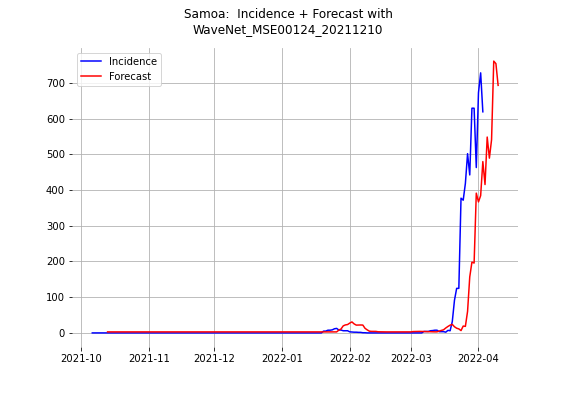 Samoa:  Incidence + Forecast with
WaveNet_MSE00124_20211210
Incidence
Forecast
700
600
500
400
300
200
100
0
2021-10 2021-11 2021-12 2022-01 2022-02 2022-03 2022-04